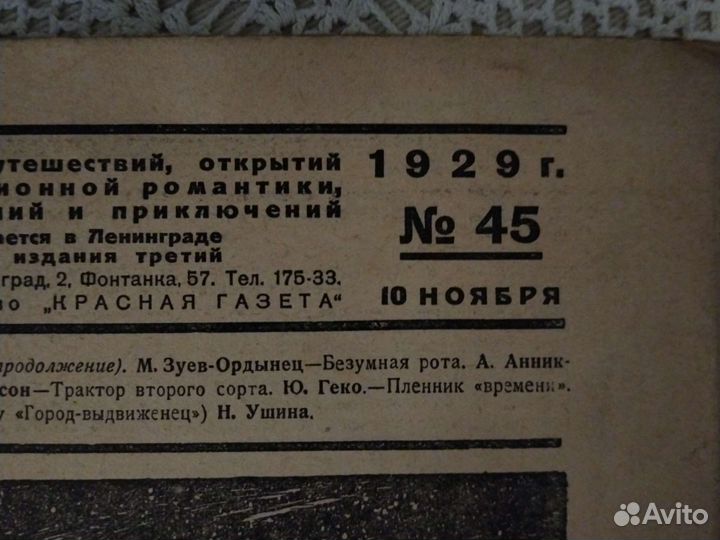 утешествий, открытий
ионной романтики,
ий и приключений
ается в Ленинграде
издания третий
град, 2, Фонтанка, 57. Тел. 175-33.
во „КРАСНАЯ ГАЗЕТА“
1929 г.
№ 45
10 НОЯБРЯ
продолжение). М. Зуев-Ордынец—Безумная рота. А. Анник-
сон—Трактор второго сорта. Ю. Геко.—Пленник «времени».
у «Город-выдвиженец») Н. Ушина.
Avito